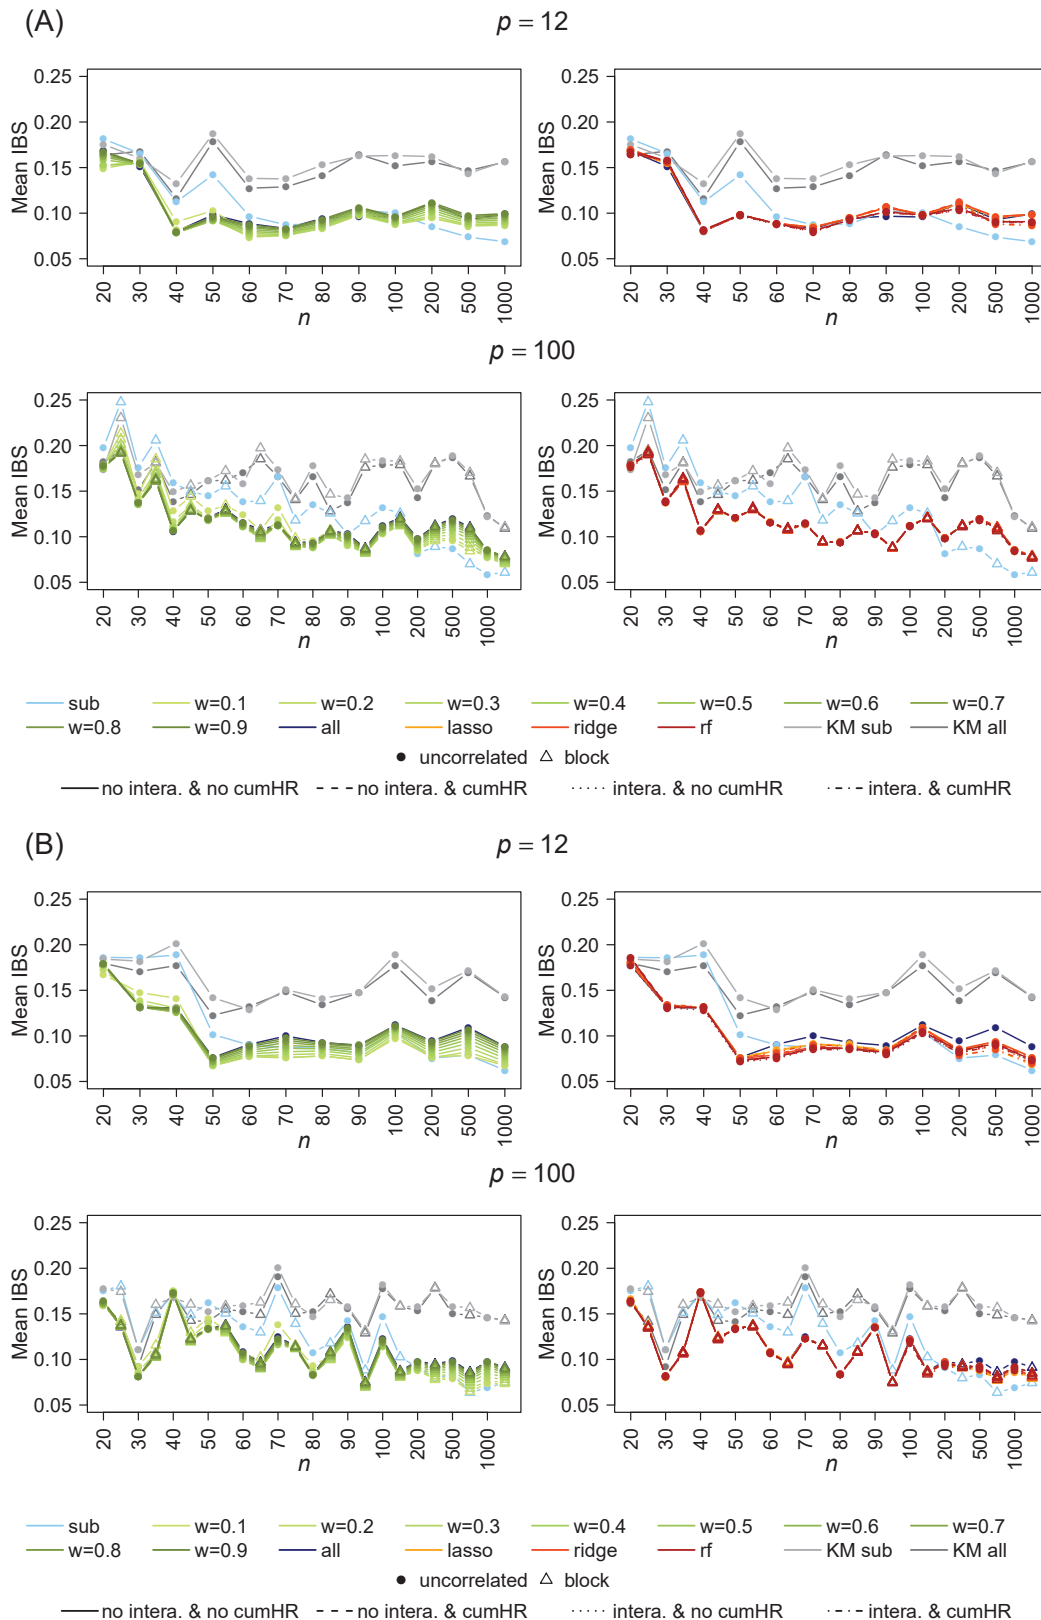 (A)
p = 12
Mean IBS
0.25
0.20
0.15
0.10
0.05
20 30 40 50 60 70 80 90 100 200 500 1000
n
Mean IBS
0.25
0.20
0.15
0.10
0.05
20 30 40 50 60 70 80 90 100 200 500 1000
n
p = 100
Mean IBS
0.25
0.20
0.15
0.10
0.05
20 30 40 50 60 70 80 90 100 200 500 1000
n
Mean IBS
0.25
0.20
0.15
0.10
0.05
20 30 40 50 60 70 80 90 100 200 500 1000
n
sub w=0.1 w=0.2 w=0.3 w=0.4 w=0.5 w=0.6 w=0.7
w=0.8 w=0.9 all lasso ridge rf KM sub KM all
uncorrelated block
no intera. & no cumHR no intera. & cumHR intera. & no cumHR intera. & cumHR
(B)
p = 12
Mean IBS
0.25
0.20
0.15
0.10
0.05
20 30 40 50 60 70 80 90 100 200 500 1000
n
Mean IBS
0.25
0.20
0.15
0.10
0.05
20 30 40 50 60 70 80 90 100 200 500 1000
n
p = 100
Mean IBS
0.25
0.20
0.15
0.10
0.05
20 30 40 50 60 70 80 90 100 200 500 1000
n
Mean IBS
0.25
0.20
0.15
0.10
0.05
20 30 40 50 60 70 80 90 100 200 500 1000
n
sub w=0.1 w=0.2 w=0.3 w=0.4 w=0.5 w=0.6 w=0.7
w=0.8 w=0.9 all lasso ridge rf KM sub KM all
uncorrelated block
no intera. & no cumHR no intera. & cumHR intera. & no cumHR intera. & cumHR